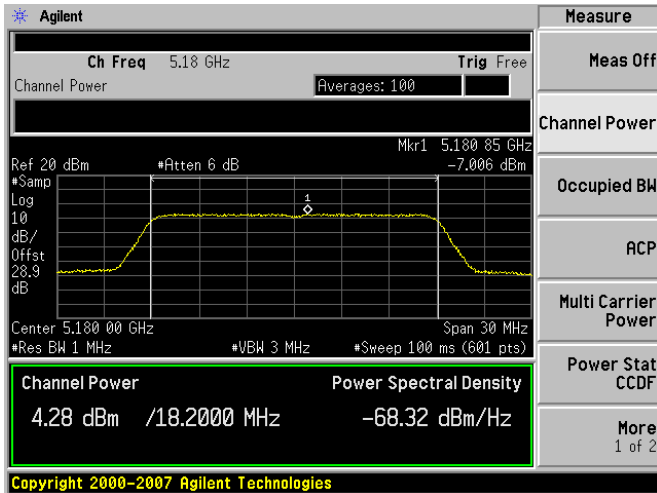 Agilent
Measure
Ch Freq 5.18 GHz Trig Free
Channel Power Averages: 100
Mkr1 5.180 85 GHz
Ref 20 dBm #Atten 6 dB -7.006 dBm
#Samp
Log
10
dB/
Offst
28.9
dB
1
Center 5.180 00 GHz Span 30 MHz
#Res BW 1 MHz #VBW 3 MHz #Sweep 100 ms (601 pts)
Channel Power Power Spectral Density
4.28 dBm /18.2000 MHz -68.32 dBm/Hz
Copyright 2000-2007 Agilent Technologies
Meas Off
Channel Power
Occupied BW
ACP
Multi Carrier
Power
Power Stat
CCDF
More
1 of 2